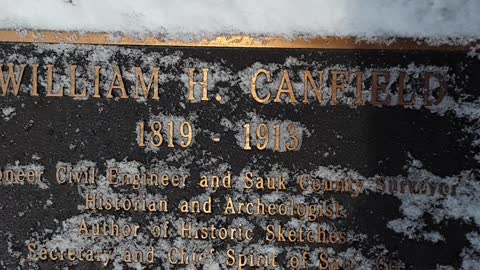 WILLIAM H. CANFIELD
1819 - 1913
oneer Civil Engineer and Sauk County Surveyor
Historian and Archeologist
Author of Historic Sketches
Secretary and Chief Spirit of